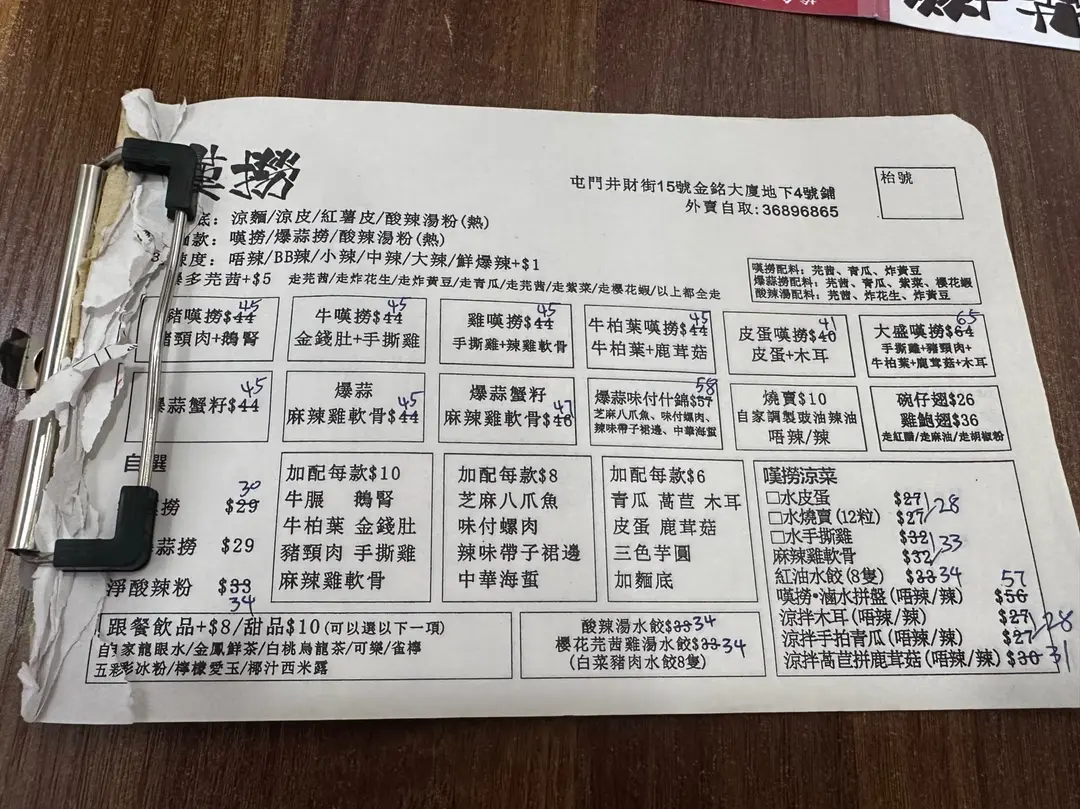 嘆撈
屯門井財街15號金銘大廈地下4號鋪
外賣自取:36896865
枱號
底: 涼麵/涼皮/紅薯皮/酸辣湯粉(熱)
款: 嘆撈/爆蒜撈/酸辣湯粉(熱)
辣度: 唔辣/BB辣/小辣/中辣/大辣/鮮爆辣+$1
多芫茜+$5 走芫茜/走炸花生/走炸黃豆/走青瓜/走芫茜/走紫菜/走櫻花蝦/以上都全走
嘆撈配料: 芫茜、青瓜、炸黃豆
爆蒜撈配料: 芫茜、青瓜、紫菜、櫻花蝦
酸辣湯配料: 芫茜、炸花生、炸黃豆
豬嘆撈$44 45
豬頸肉+鵝腎
牛嘆撈$44 45
金錢肚+手撕雞
雞嘆撈$44 45
手撕雞+辣雞軟骨
牛柏葉嘆撈$44 45
牛柏葉+鹿茸菇
皮蛋嘆撈$40 41
皮蛋+木耳
大盛嘆撈$64 65
手撕雞+豬頸肉+
牛柏葉+鹿茸菇+木耳
爆蒜蟹籽$44 45
爆蒜
麻辣雞軟骨$44 45
爆蒜蟹籽
麻辣雞軟骨$46 47
爆蒜味付什錦$57 58
芝麻八爪魚、味付螺肉、
辣味帶子裙邊、中華海蜇
燒賣$10
自家調製豉油辣油
唔辣/辣
碗仔翅$26
雞鮑翅$36
走紅醋/走麻油/走胡椒粉
自選
撈 $29 30
蒜撈 $29
淨酸辣粉 $33
34
加配每款$10
牛脤 鵝腎
牛柏葉 金錢肚
豬頸肉 手撕雞
麻辣雞軟骨
加配每款$8
芝麻八爪魚
味付螺肉
辣味帶子裙邊
中華海蜇
加配每款$6
青瓜 萵苣 木耳
皮蛋 鹿茸菇
三色芋圓
加麵底
嘆撈涼菜
□水皮蛋 $27
□水燒賣(12粒) $27/28
□水手撕雞 $32
麻辣雞軟骨 $32/33
紅油水餃(8隻) $33 34
嘆撈•滷水拼盤(唔辣/辣) $56 57
涼拌木耳(唔辣/辣) $27
涼拌手拍青瓜(唔辣/辣) $27/28
涼拌萵苣拼鹿茸菇(唔辣/辣) $30 31
跟餐飲品+$8/甜品$10(可以選以下一項)
自家龍眼水/金鳳鮮茶/白桃烏龍茶/可樂/雀檸
五彩冰粉/檸檬愛玉/椰汁西米露
酸辣湯水餃$33 34
櫻花芫茜雞湯水餃$33 34
(白菜豬肉水餃8隻)